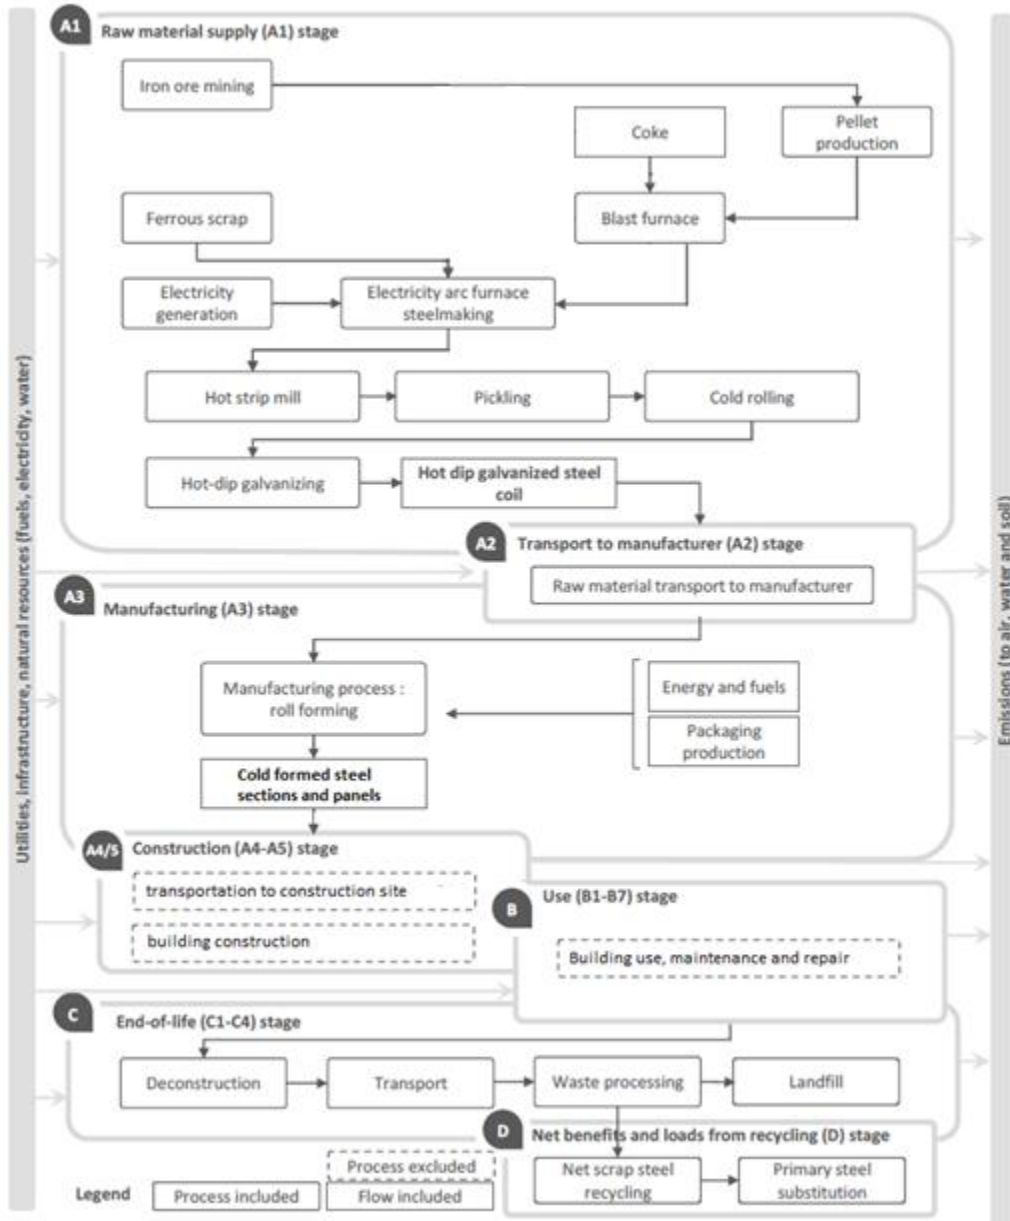 A1
Raw material supply (A1) stage
Iron ore mining
Coke
Pellet
production
Ferrous scrap
Blast furnace
Electricity
generation
Electricity arc furnace
steelmaking
Hot strip mill
Pickling
Cold rolling
Hot-dip galvanizing
Hot dip galvanized steel
coil
A2
Transport to manufacturer (A2) stage
Raw material transport to manufacturer
A3
Manufacturing (A3) stage
Manufacturing process :
roll forming
Energy and fuels
Packaging
production
Cold formed steel
sections and panels
A4/5
Construction (A4-A5) stage
transportation to construction site
building construction
B
Use (B1-B7) stage
Building use, maintenance and repair
C
End-of-life (C1-C4) stage
Deconstruction
Transport
Waste processing
Landfill
D
Net benefits and loads from recycling (D) stage
Net scrap steel
recycling
Primary steel
substitution
Legend
Process excluded
Process included
Flow included
Utilities, infrastructure, natural resources (fuels, electricity, water)
Emissions (to air, water and soil)